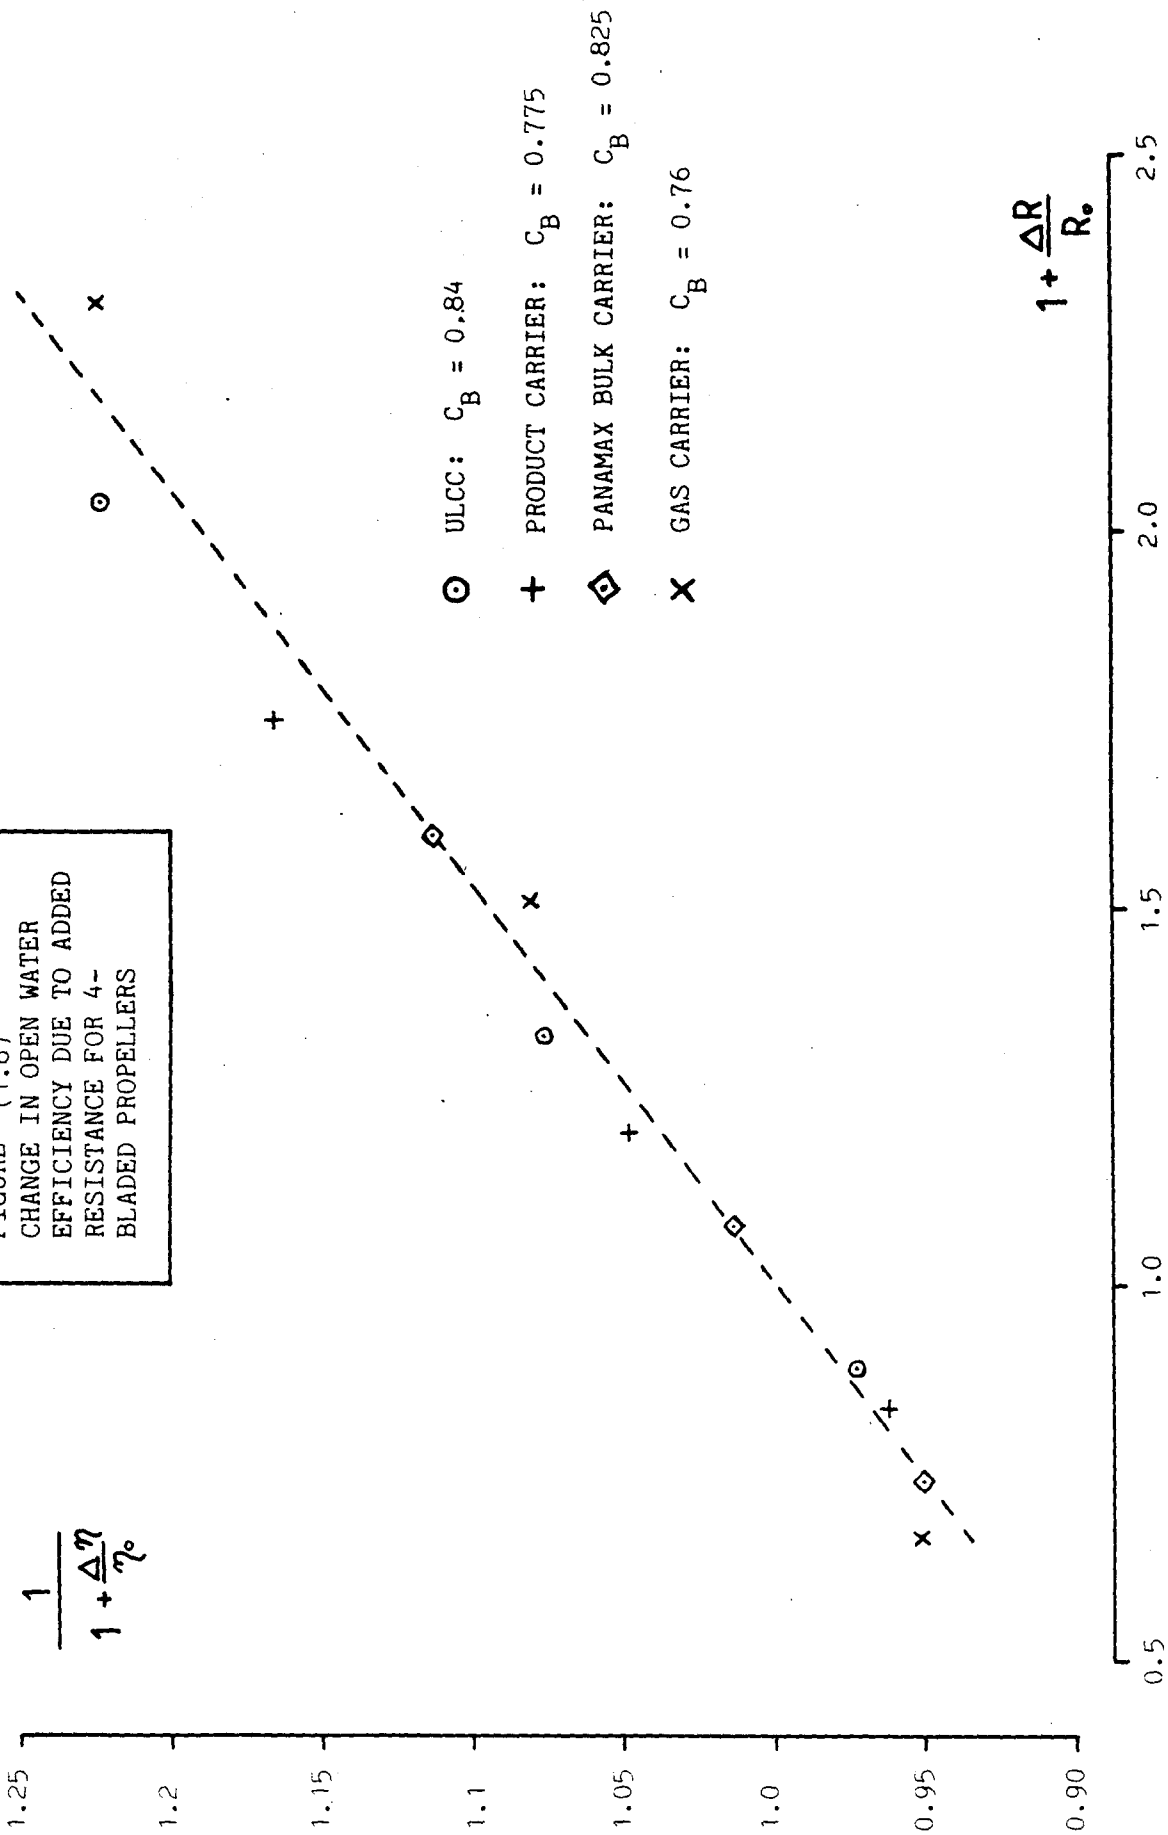 CHANGE IN OPEN WATER
EFFICIENCY DUE TO ADDED
RESISTANCE FOR 4-
BLADED PROPELLERS
1
1 + Δη
η₀
1.25
1.2
1.15
1.1
1.05
1.0
0.95
0.90
⊙ ULCC: C_B = 0.84
+ PRODUCT CARRIER: C_B = 0.775
PANAMAX BULK CARRIER: C_B = 0.825
× GAS CARRIER: C_B = 0.76
1 + ΔR
R₀
0.5
1.0
1.5
2.0
2.5